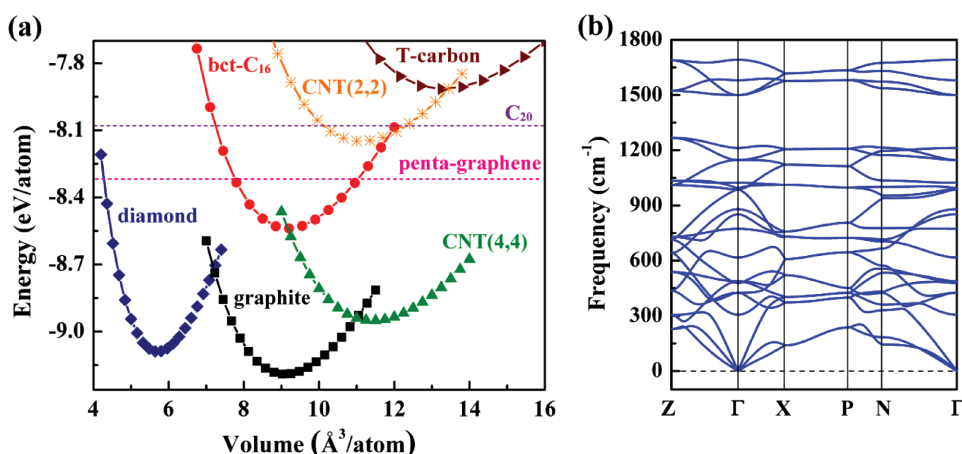 (a)
-7.8
-8.1
-8.4
-8.7
-9.0
Energy (eV/atom)
bct-C₁₆
CNT(2,2)
T-carbon
C₂₀
penta-graphene
diamond
CNT(4,4)
graphite
4 6 8 10 12 14 16
Volume (Å³/atom)
(b)
1800
1500
1200
900
600
300
0
Frequency (cm⁻¹)
Z Γ X P N Γ